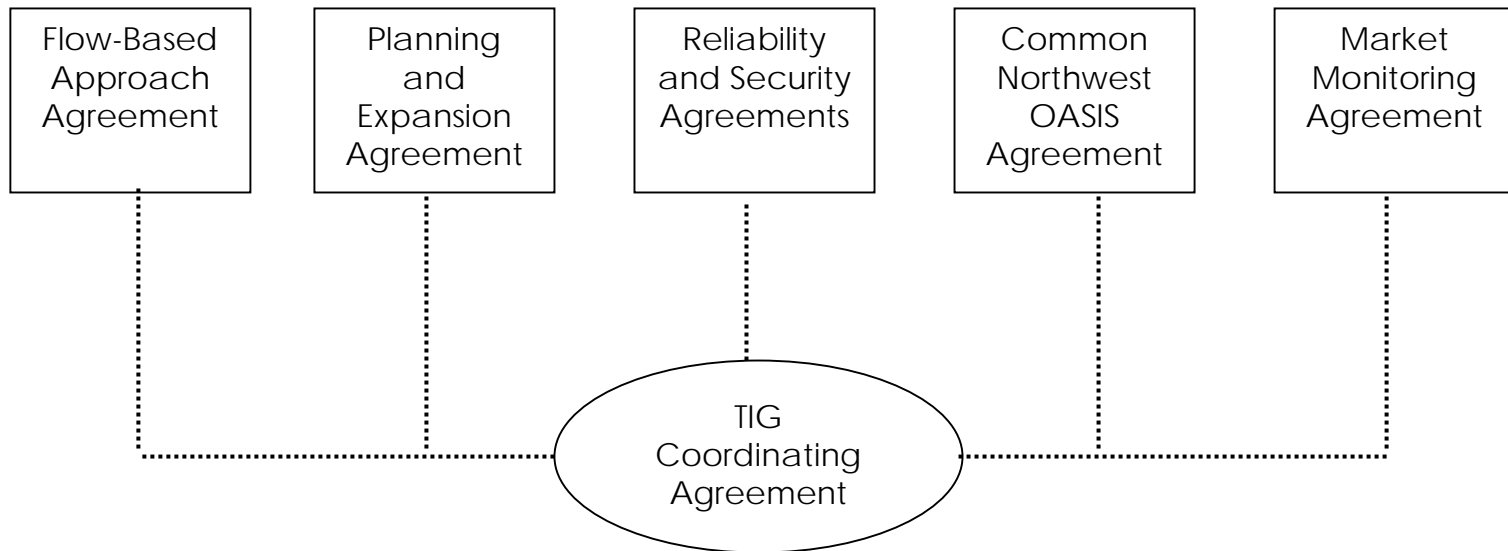 Flow-Based
Approach
Agreement
Planning
and
Expansion
Agreement
Reliability
and Security
Agreements
Common
Northwest
OASIS
Agreement
Market
Monitoring
Agreement
TIG
Coordinating
Agreement